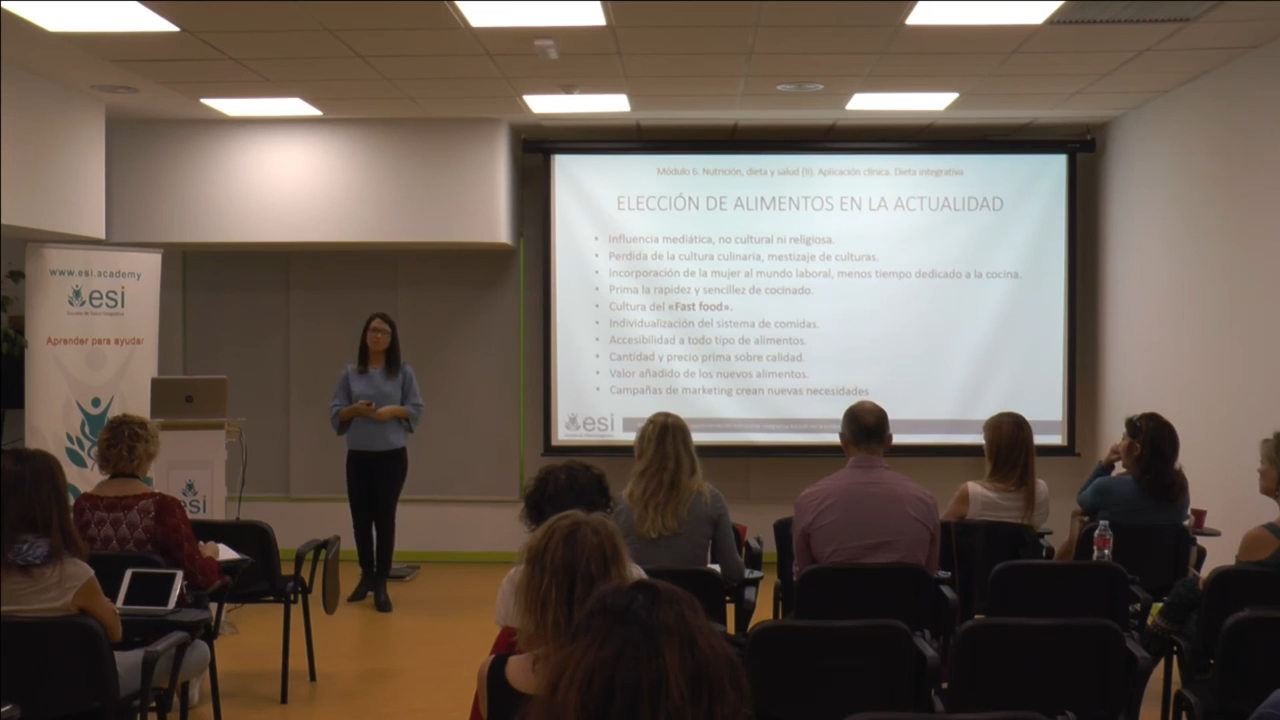 Módulo 6. Nutrición, dieta y salud (II). Aplicación clínica. Dieta integrativa
ELECCIÓN DE ALIMENTOS EN LA ACTUALIDAD
• Influencia mediática, no cultural ni religiosa.
• Perdida de la cultura culinaria, mestizaje de culturas.
• Incorporación de la mujer al mundo laboral, menos tiempo dedicado a la cocina.
• Prima la rapidez y sencillez de cocinado.
• Cultura del «Fast food».
• Individualización del sistema de comidas.
• Accesibilidad a todo tipo de alimentos.
• Cantidad y precio prima sobre calidad.
• Valor añadido de los nuevos alimentos.
• Campañas de marketing crean nuevas necesidades
esi
www.esi.academy
esi
Escuela de Salud Integrativa
Aprender para ayudar
esi